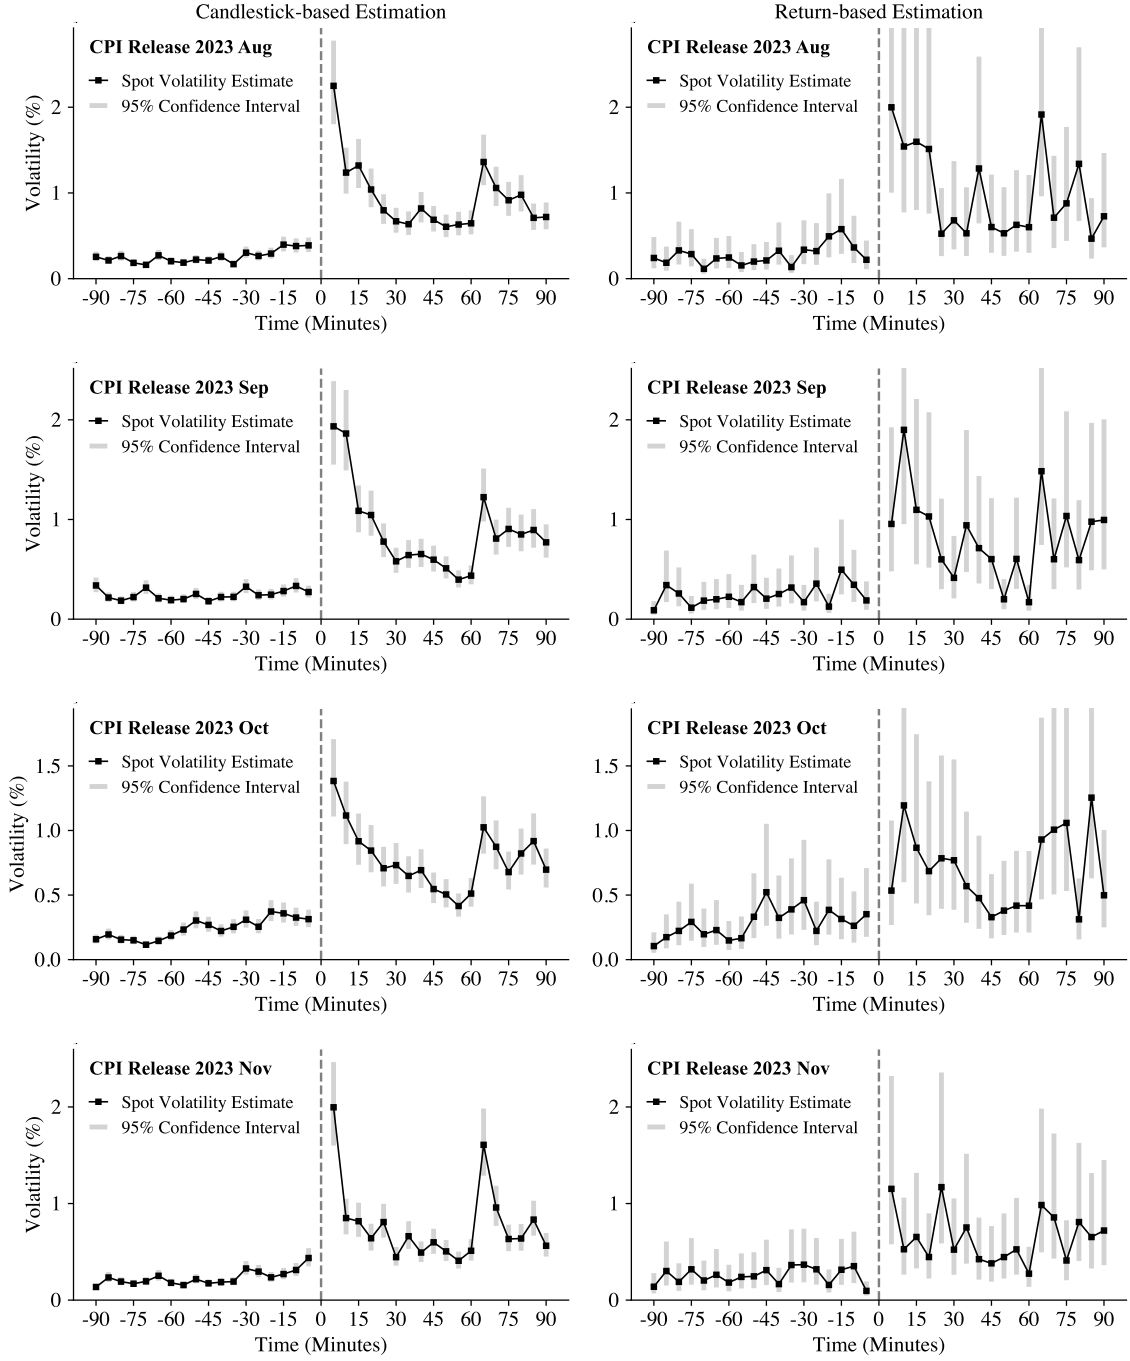 Candlestick-based Estimation
Return-based Estimation
CPI Release 2023 Aug
Spot Volatility Estimate
95% Confidence Interval
Volatility (%)
2
1
0
-90 -75 -60 -45 -30 -15 0 15 30 45 60 75 90
Time (Minutes)
CPI Release 2023 Aug
Spot Volatility Estimate
95% Confidence Interval
2
1
0
-90 -75 -60 -45 -30 -15 0 15 30 45 60 75 90
Time (Minutes)
CPI Release 2023 Sep
Spot Volatility Estimate
95% Confidence Interval
Volatility (%)
2
1
0
-90 -75 -60 -45 -30 -15 0 15 30 45 60 75 90
Time (Minutes)
CPI Release 2023 Sep
Spot Volatility Estimate
95% Confidence Interval
2
1
0
-90 -75 -60 -45 -30 -15 0 15 30 45 60 75 90
Time (Minutes)
CPI Release 2023 Oct
Spot Volatility Estimate
95% Confidence Interval
Volatility (%)
1.5
1.0
0.5
0.0
-90 -75 -60 -45 -30 -15 0 15 30 45 60 75 90
Time (Minutes)
CPI Release 2023 Oct
Spot Volatility Estimate
95% Confidence Interval
1.5
1.0
0.5
0.0
-90 -75 -60 -45 -30 -15 0 15 30 45 60 75 90
Time (Minutes)
CPI Release 2023 Nov
Spot Volatility Estimate
95% Confidence Interval
Volatility (%)
2
1
0
-90 -75 -60 -45 -30 -15 0 15 30 45 60 75 90
Time (Minutes)
CPI Release 2023 Nov
Spot Volatility Estimate
95% Confidence Interval
2
1
0
-90 -75 -60 -45 -30 -15 0 15 30 45 60 75 90
Time (Minutes)